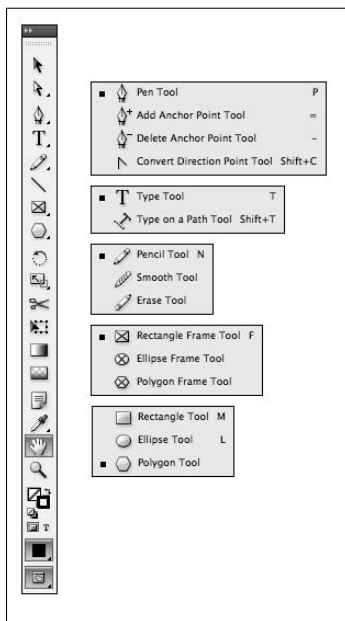 Pen Tool P
Add Anchor Point Tool =
Delete Anchor Point Tool -
Convert Direction Point Tool Shift+C
Type Tool T
Type on a Path Tool Shift+T
Pencil Tool N
Smooth Tool
Erase Tool
Rectangle Frame Tool F
Ellipse Frame Tool
Polygon Frame Tool
Rectangle Tool M
Ellipse Tool L
Polygon Tool